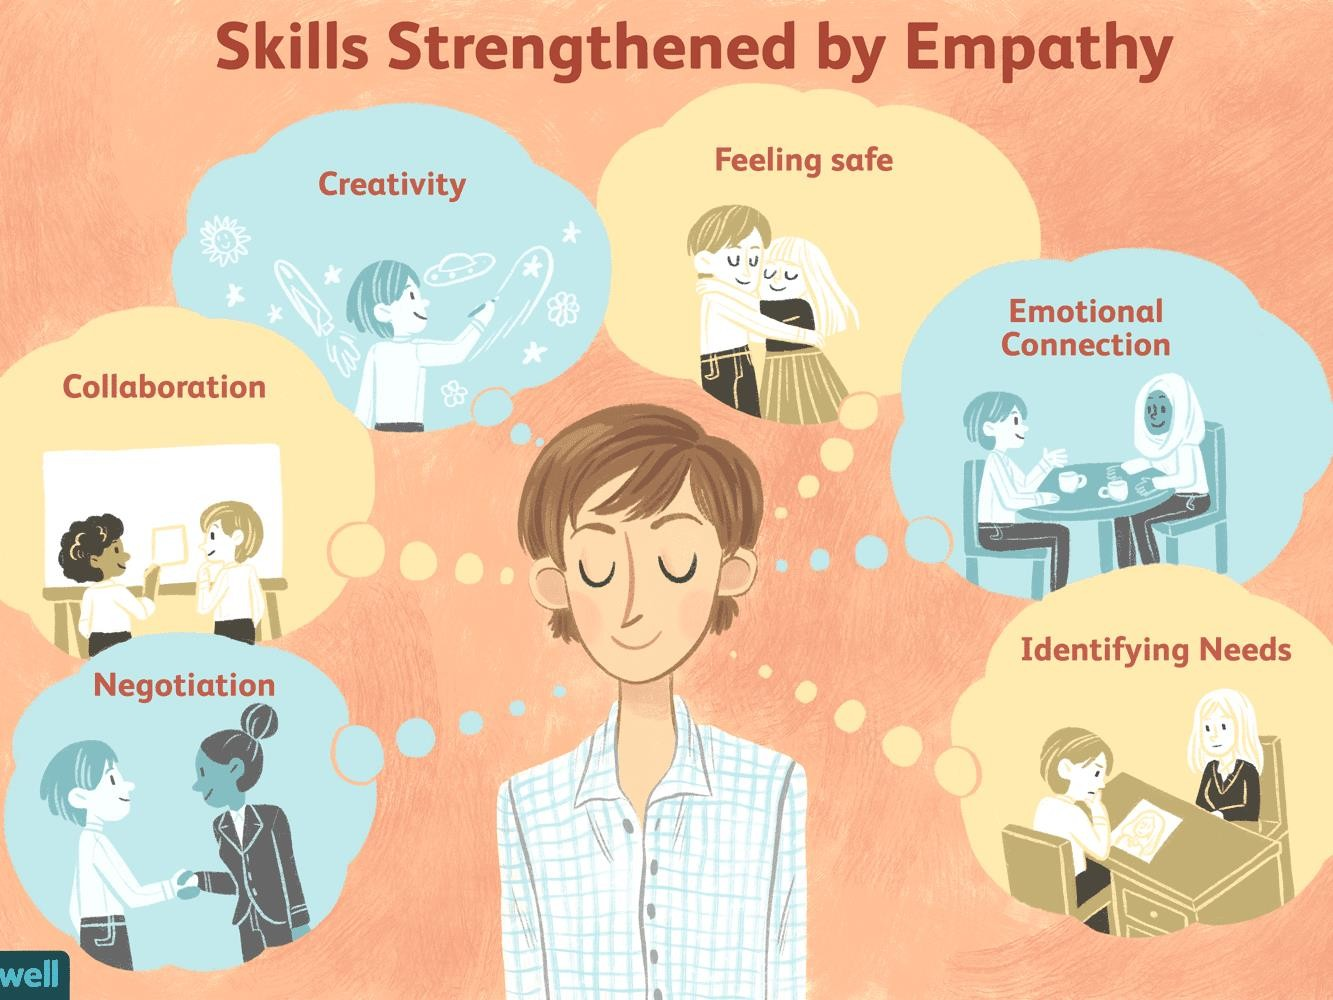 Skills Strengthened by Empathy
Creativity
Feeling safe
Emotional
Connection
Collaboration
Identifying Needs
Negotiation
well